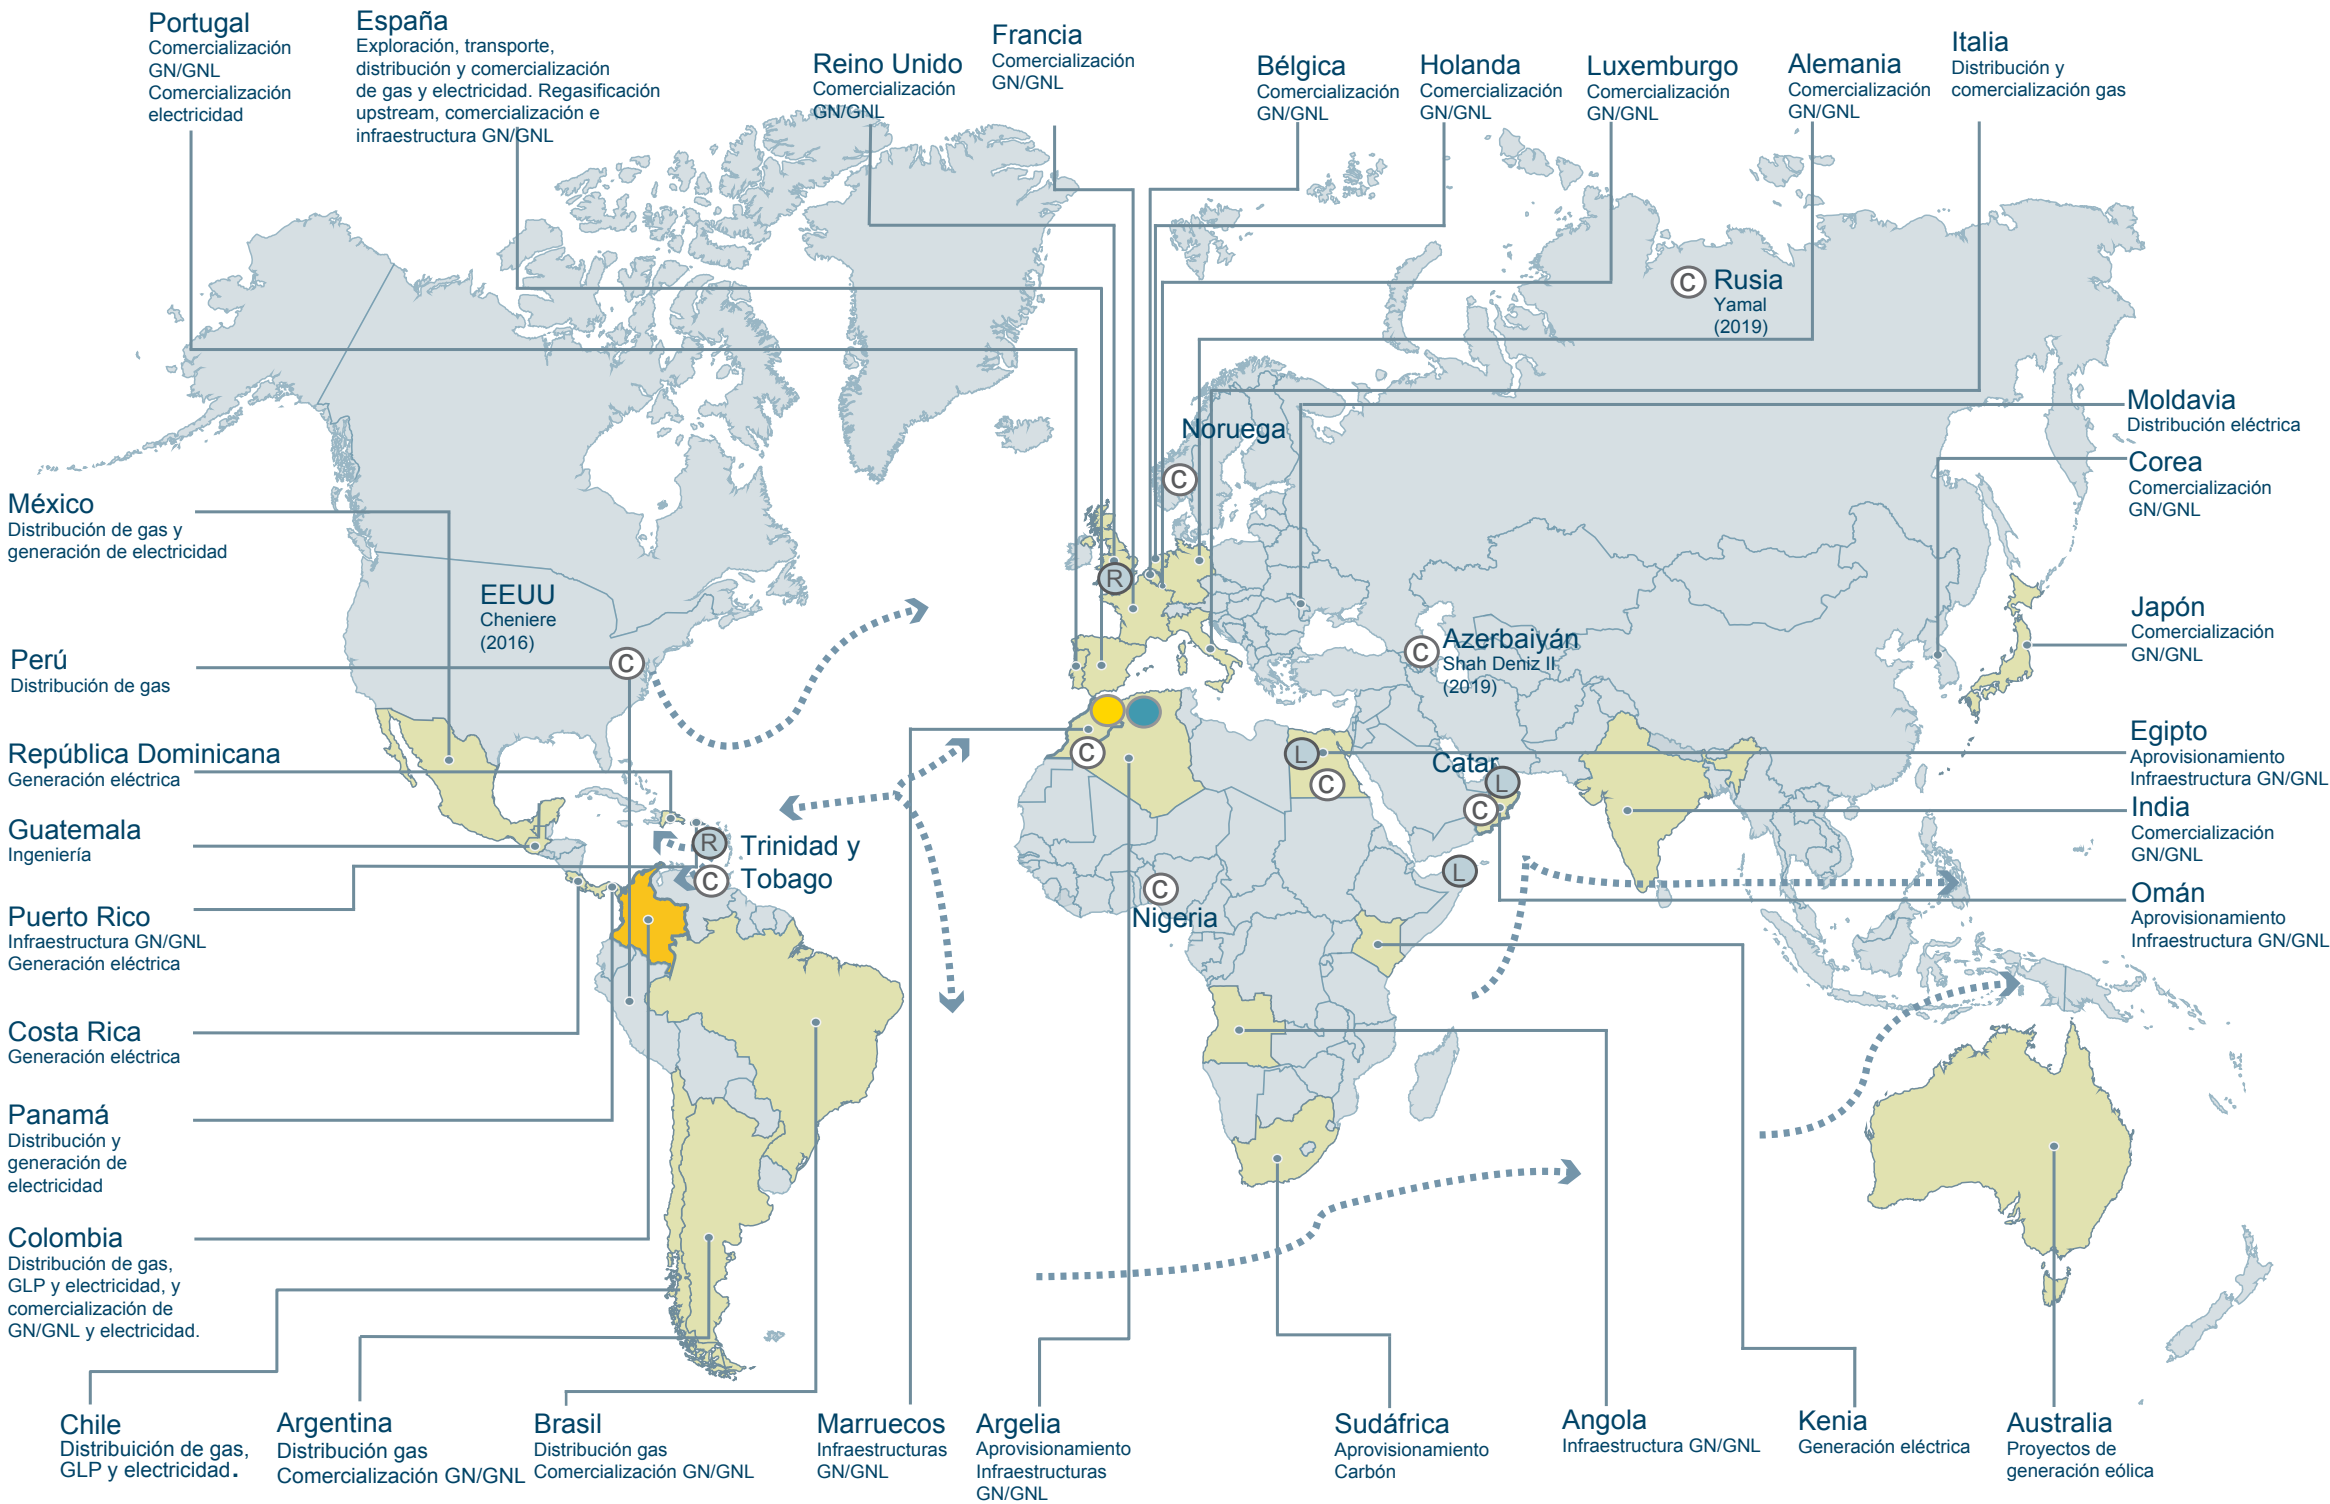 Portugal
Comercialización
GN/GNL
Comercialización
electricidad
España
Exploración, transporte,
distribución y comercialización
de gas y electricidad. Regasificación
upstream, comercialización e
infraestructura GN/GNL
Reino Unido
Comercialización
GN/GNL
Francia
Comercialización
GN/GNL
Bélgica
Comercialización
GN/GNL
Holanda
Comercialización
GN/GNL
Luxemburgo
Comercialización
GN/GNL
Alemania
Comercialización
GN/GNL
Italia
Distribución y
comercialización gas
C
Rusia
Yamal
(2019)
Moldavia
Distribución eléctrica
Noruega
C
Corea
Comercialización
GN/GNL
México
Distribución de gas y
generación de electricidad
EEUU
Cheniere
(2016)
C
R
Azerbaiyán
Shah Deniz II
(2019)
C
Japón
Comercialización
GN/GNL
Perú
Distribución de gas
República Dominicana
Generación eléctrica
C
L
C
Catar
L
C
Egipto
Aprovisionamiento
Infraestructura GN/GNL
India
Comercialización
GN/GNL
Guatemala
Ingeniería
R
C
Trinidad y
Tobago
C
Nigeria
L
Omán
Aprovisionamiento
Infraestructura GN/GNL
Puerto Rico
Infraestructura GN/GNL
Generación eléctrica
Costa Rica
Generación eléctrica
Panamá
Distribución y
generación de
electricidad
Colombia
Distribución de gas,
GLP y electricidad, y
comercialización de
GN/GNL y electricidad.
Chile
Distribuición de gas,
GLP y electricidad.
Argentina
Distribución gas
Comercialización GN/GNL
Brasil
Distribución gas
Comercialización GN/GNL
Marruecos
Infraestructuras
GN/GNL
Argelia
Aprovisionamiento
Infraestructuras
GN/GNL
Sudáfrica
Aprovisionamiento
Carbón
Angola
Infraestructura GN/GNL
Kenia
Generación eléctrica
Australia
Proyectos de
generación eólica